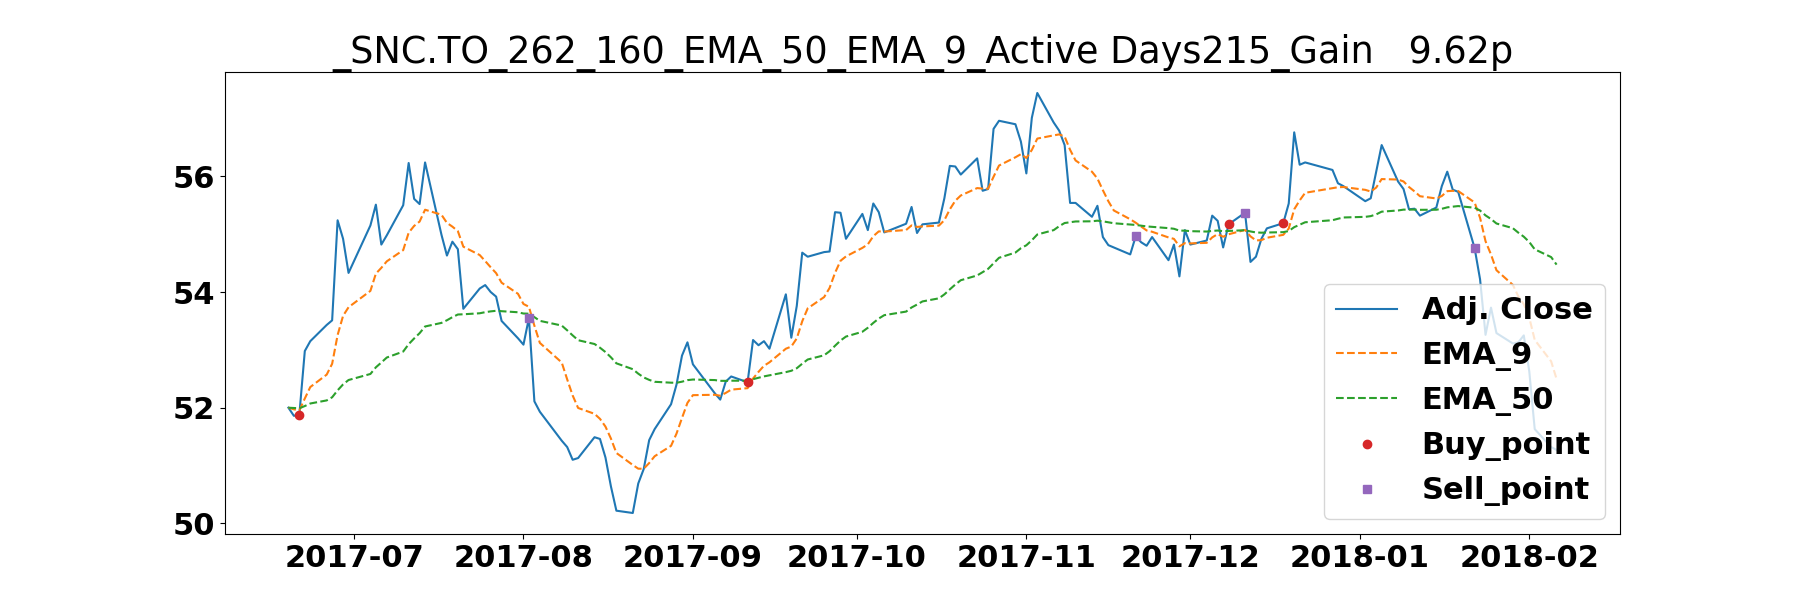 _SNC.TO_262_160_EMA_50_EMA_9_Active Days215_Gain   9.62p
56
54
52
50
2017-07 2017-08 2017-09 2017-10 2017-11 2017-12 2018-01 2018-02
Adj. Close
EMA_9
EMA_50
Buy_point
Sell_point